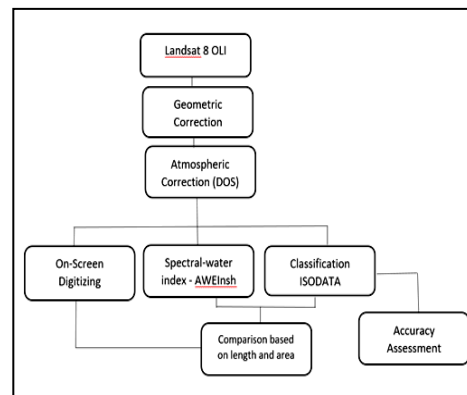 Landsat 8 OLI
Geometric
Correction
Atmospheric
Correction (DOS)
On-Screen
Digitizing
Spectral-water
index - AWEInsh
Classification
ISODATA
Comparison based
on length and area
Accuracy
Assessment